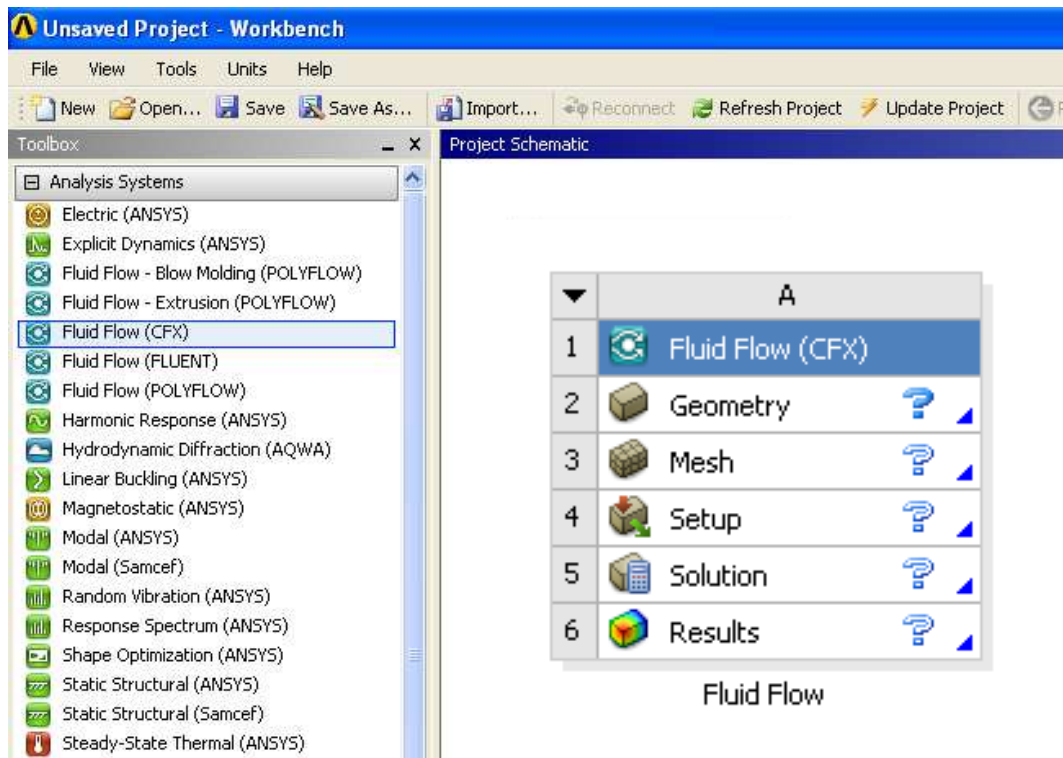 Unsaved Project - Workbench
File View Tools Units Help
New Open... Save Save As... Import... Reconnect Refresh Project Update Project
Toolbox
Project Schematic
Analysis Systems
Electric (ANSYS)
Explicit Dynamics (ANSYS)
Fluid Flow - Blow Molding (POLYFLOW)
Fluid Flow - Extrusion (POLYFLOW)
Fluid Flow (CFX)
Fluid Flow (FLUENT)
Fluid Flow (POLYFLOW)
Harmonic Response (ANSYS)
Hydrodynamic Diffraction (AQWA)
Linear Buckling (ANSYS)
Magnetostatic (ANSYS)
Modal (ANSYS)
Modal (Samcef)
Random Vibration (ANSYS)
Response Spectrum (ANSYS)
Shape Optimization (ANSYS)
Static Structural (ANSYS)
Static Structural (Samcef)
Steady-State Thermal (ANSYS)
A
1 Fluid Flow (CFX)
2 Geometry ?
3 Mesh ?
4 Setup ?
5 Solution ?
6 Results ?
Fluid Flow